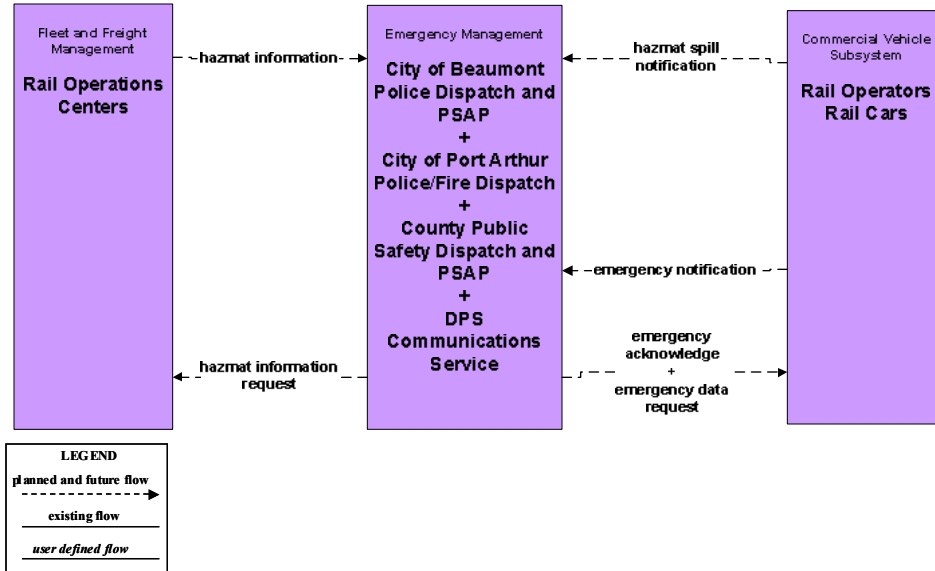 Fleet and Freight
Management
Rail Operations
Centers
hazmat information
hazmat information
request
Emergency Management
City of Beaumont
Police Dispatch and
PSAP
+
City of Port Arthur
Police/Fire Dispatch
+
County Public
Safety Dispatch and
PSAP
+
DPS
Communications
Service
hazmat spill
notification
emergency notification
emergency
acknowledge
+
emergency data
request
Commercial Vehicle
Subsystem
Rail Operators
Rail Cars
LEGEND
planned and future flow
existing flow
user defined flow